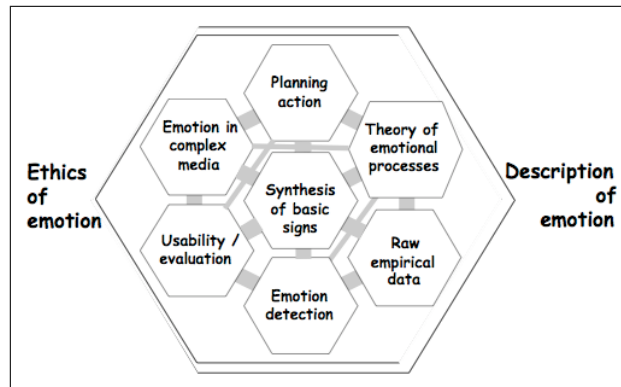 Planning
action
Emotion in
complex
media
Theory of
emotional
processes
Ethics
of
emotion
Synthesis
of basic
signs
Description
of
emotion
Usability /
evaluation
Raw
empirical
data
Emotion
detection